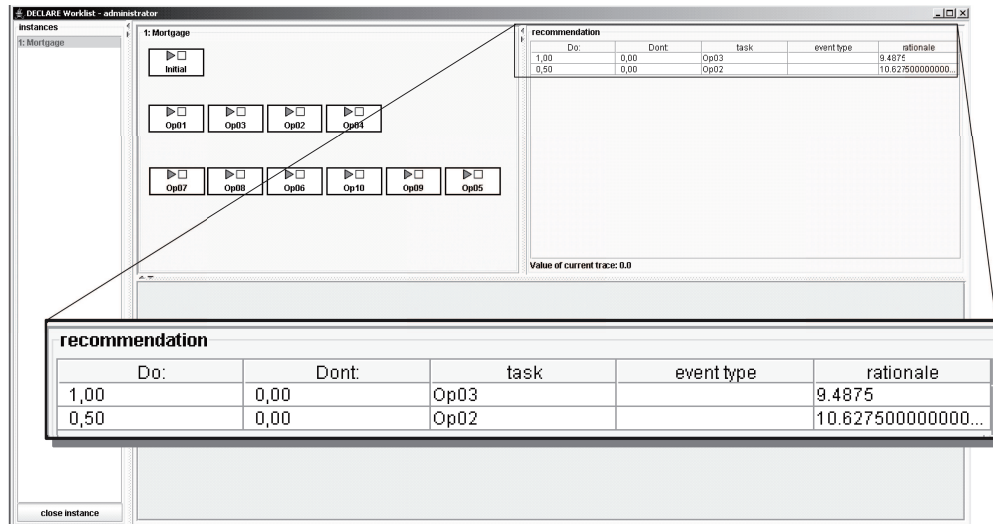 DECLARE Worklist - administrator
instances
1: Mortgage
1: Mortgage
Initial
Op01 Op03 Op02 Op04
Op07 Op08 Op06 Op10 Op09 Op05
recommendation
Do: Dont: task event type rationale
1,00 0,00 Op03 9.4875
0,50 0,00 Op02 10.627500000000...
Value of current trace: 0.0
recommendation
Do: Dont: task event type rationale
1,00 0,00 Op03 9.4875
0,50 0,00 Op02 10.627500000000...
close instance